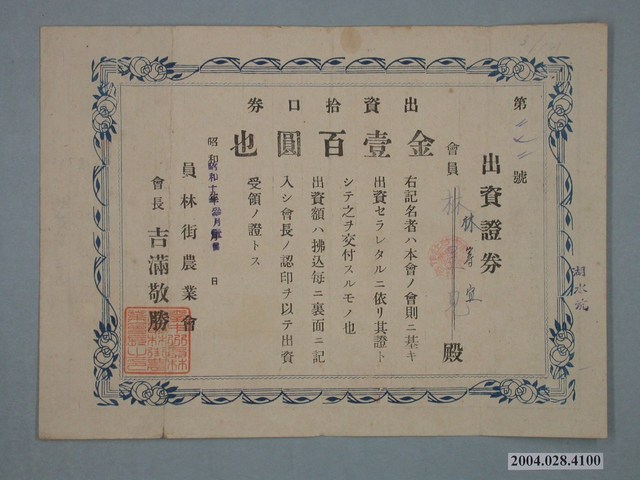 第 號
出資證券
會員 林 殿
出資拾口券
金壹百圓也
右記名者ハ本會ノ會則ニ基キ
出資セラレタルニ依リ其證ト
シテ之ヲ交付スルモノ也
出資額ハ拂込每ニ裏面ニ記
入シ會長ノ認印ヲ以テ出資
受領ノ證トス
昭和 日
員林街農業會
會長 吉滿敬勝
2004.028.4100